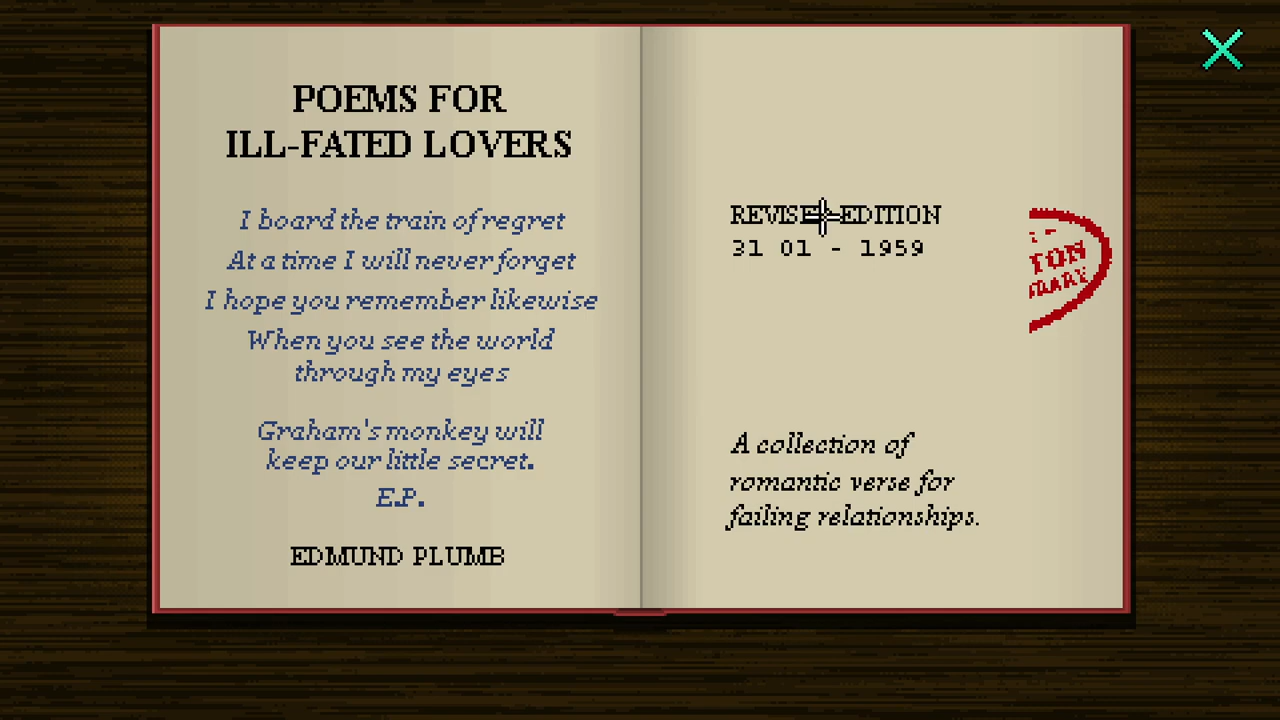 POEMS FOR
ILL-FATED LOVERS
I board the train of regret
At a time I will never forget
I hope you remember likewise
When you see the world
through my eyes
Graham's monkey will
keep our little secret.
E.P.
EDMUND PLUMB
REVISED EDITION
31 01 - 1959
A collection of
romantic verse for
failing relationships.